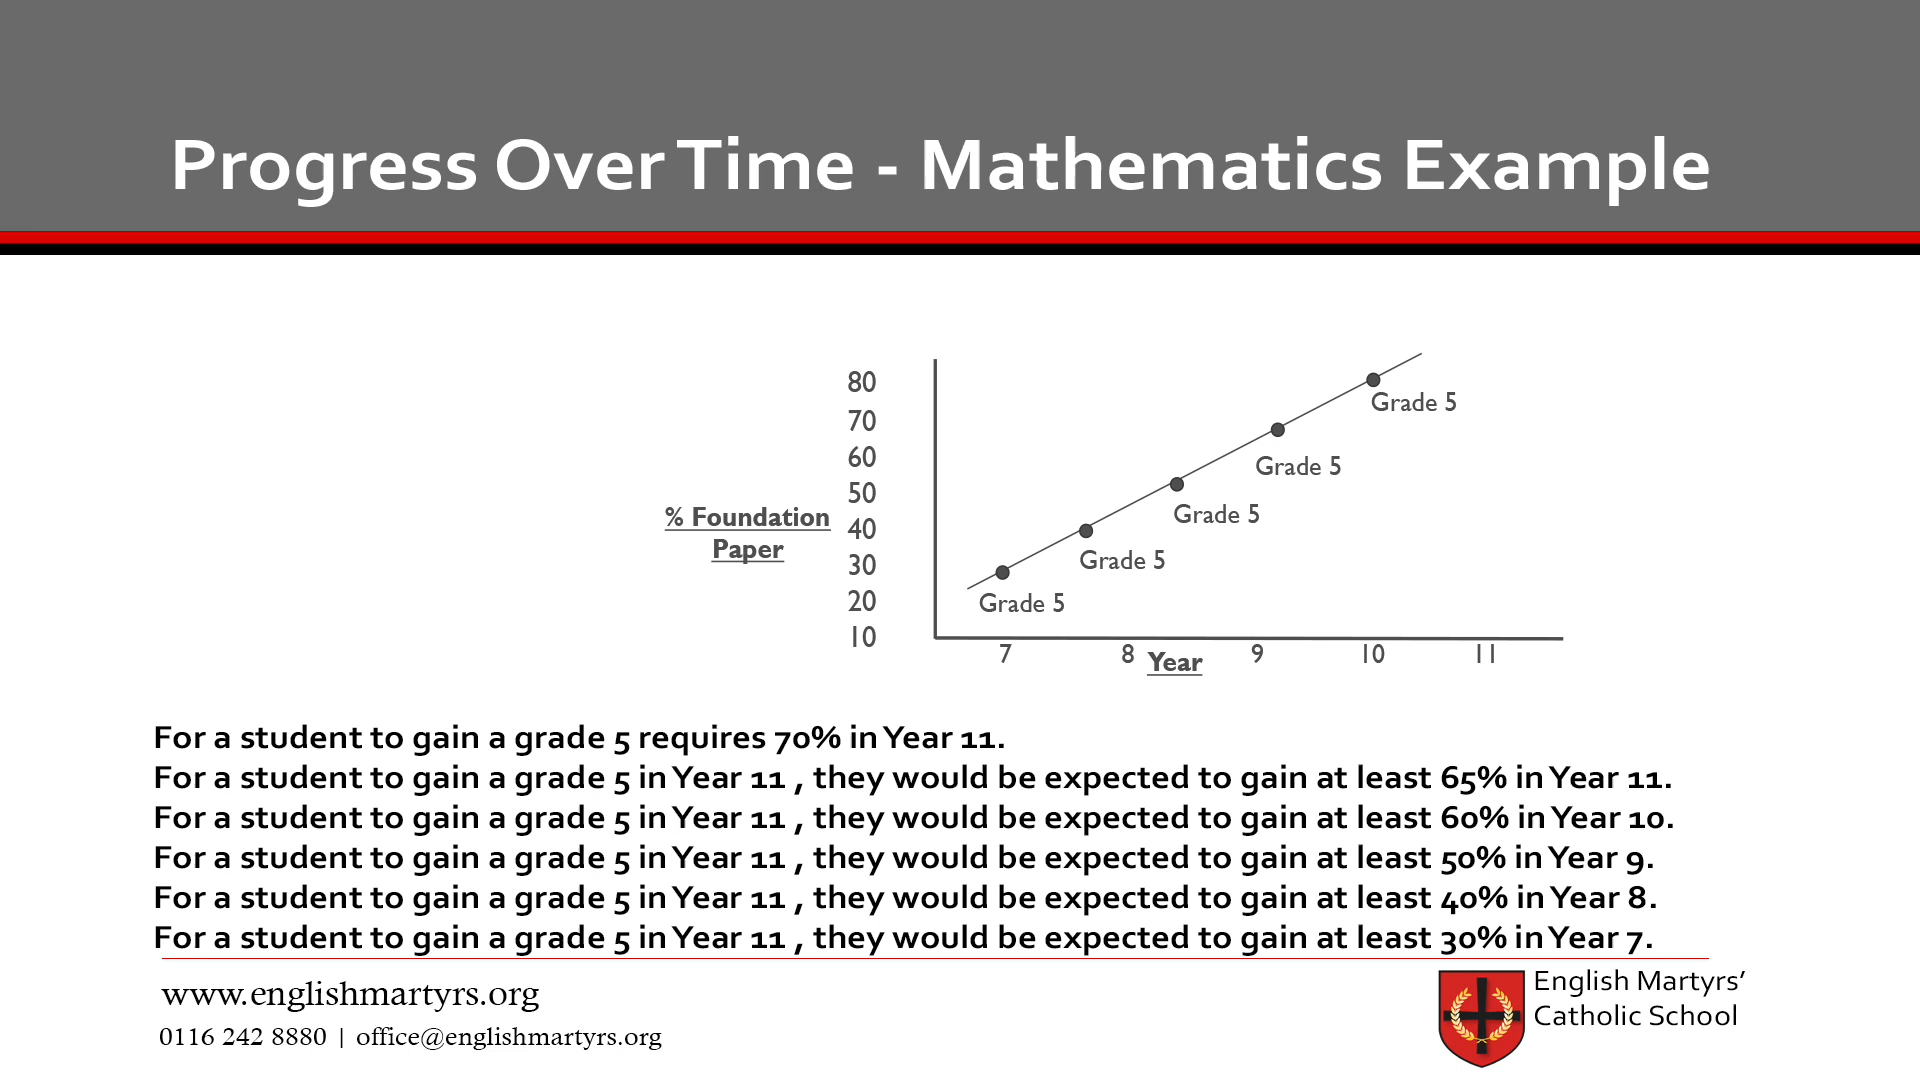 Progress Over Time - Mathematics Example
80
70
60
50
40
30
20
10
% Foundation
Paper
Grade 5
Grade 5
Grade 5
Grade 5
Grade 5
7 8 Year 9 10 11
For a student to gain a grade 5 requires 70% in Year 11.
For a student to gain a grade 5 in Year 11 , they would be expected to gain at least 65% in Year 11.
For a student to gain a grade 5 in Year 11 , they would be expected to gain at least 60% in Year 10.
For a student to gain a grade 5 in Year 11 , they would be expected to gain at least 50% in Year 9.
For a student to gain a grade 5 in Year 11 , they would be expected to gain at least 40% in Year 8.
For a student to gain a grade 5 in Year 11 , they would be expected to gain at least 30% in Year 7.
www.englishmartyrs.org
0116 242 8880 | office@englishmartyrs.org
English Martyrs’
Catholic School